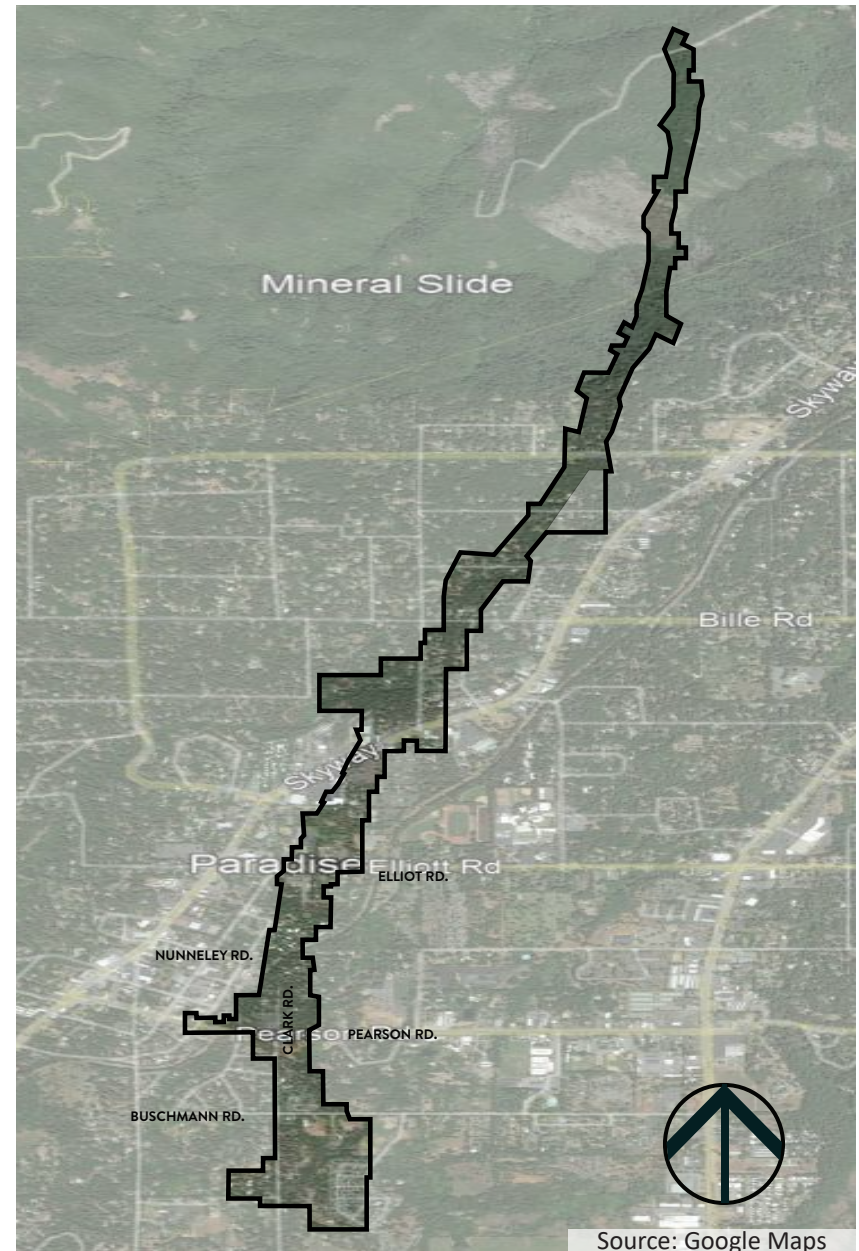 Mineral Slide
Skyway
Bille Rd
Skyway
Paradise
Elliott Rd
ELLIOT RD.
NUNNELEY RD.
CLARK RD.
Pearson
PEARSON RD.
BUSCHMANN RD.
Source: Google Maps